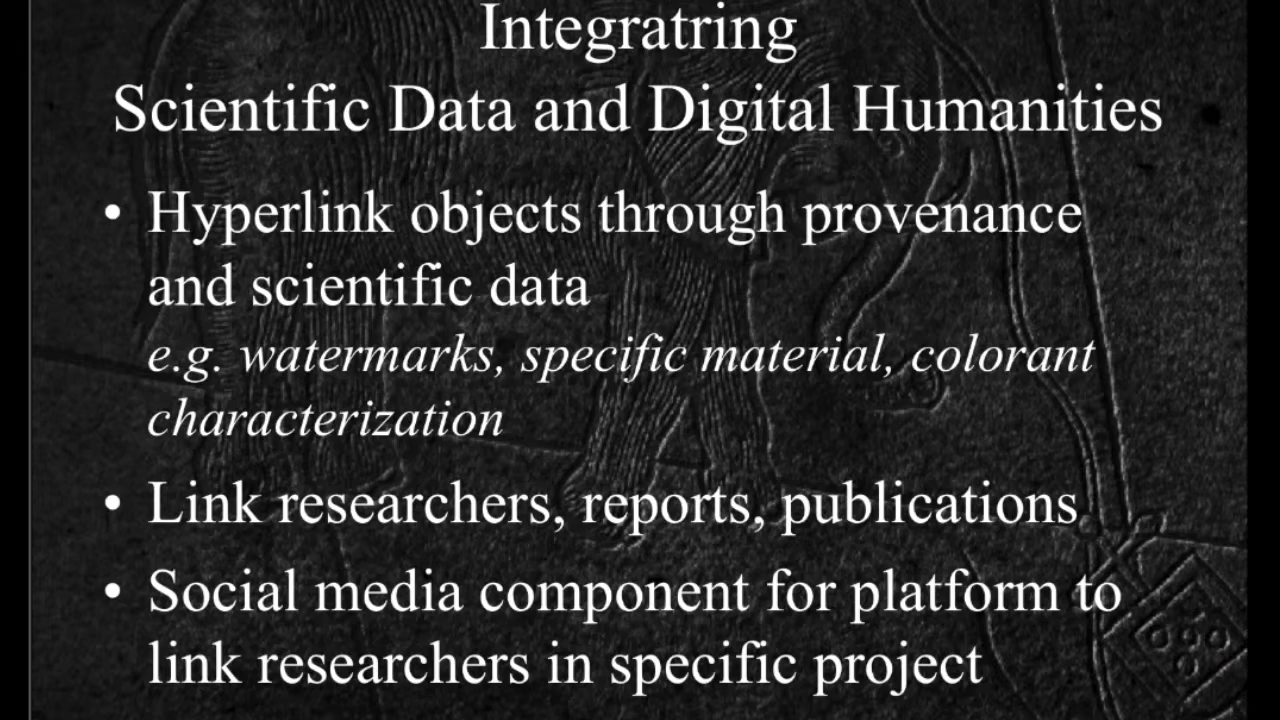 Integratring
Scientific Data and Digital Humanities
• Hyperlink objects through provenance
and scientific data
e.g. watermarks, specific material, colorant
characterization
• Link researchers, reports, publications
• Social media component for platform to
link researchers in specific project